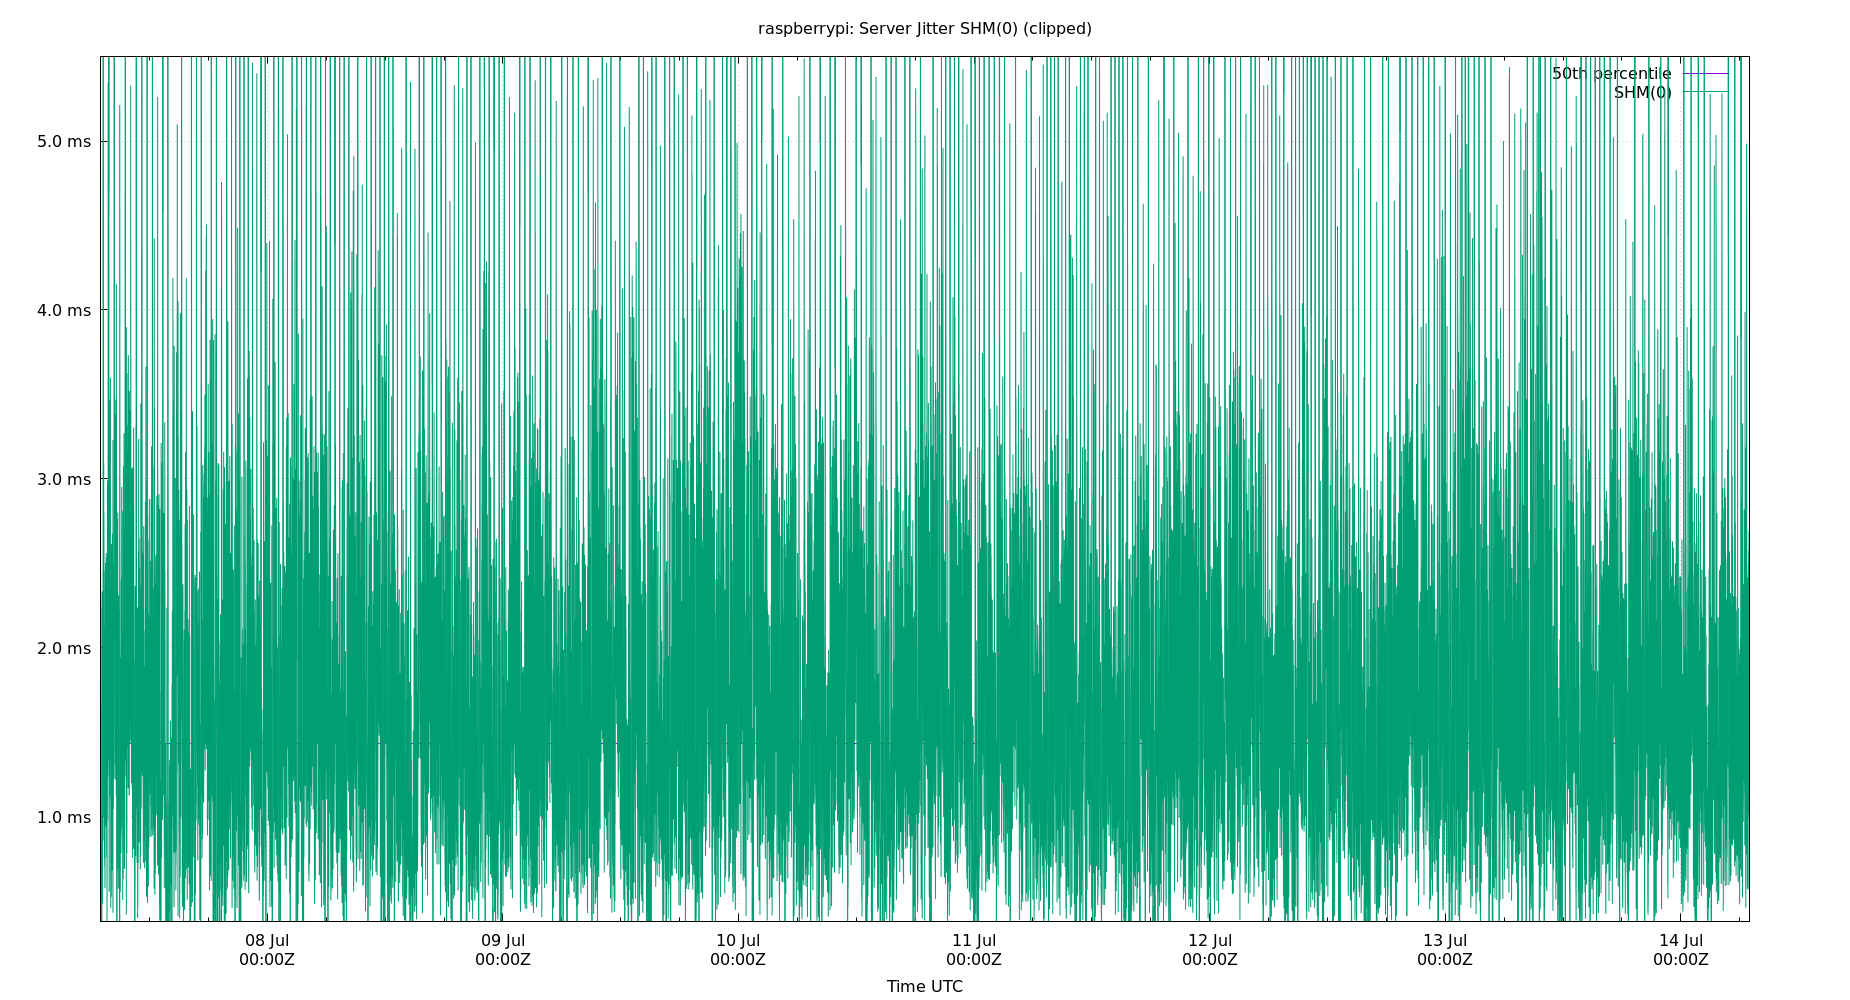 raspberrypi: Server Jitter SHM(0) (clipped)
50th percentile
SHM(0)
5.0 ms
4.0 ms
3.0 ms
2.0 ms
1.0 ms
08 Jul 09 Jul 10 Jul 11 Jul 12 Jul 13 Jul 14 Jul
00:00Z 00:00Z 00:00Z 00:00Z 00:00Z 00:00Z 00:00Z
Time UTC